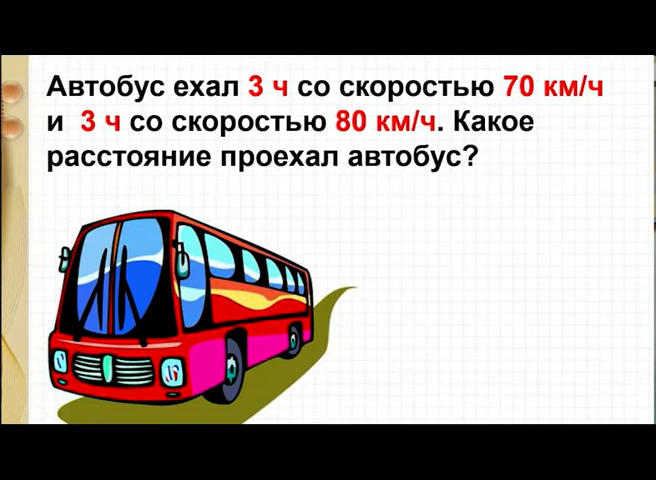 Автобус ехал 3 ч со скоростью 70 км/ч
и 3 ч со скоростью 80 км/ч. Какое
расстояние проехал автобус?